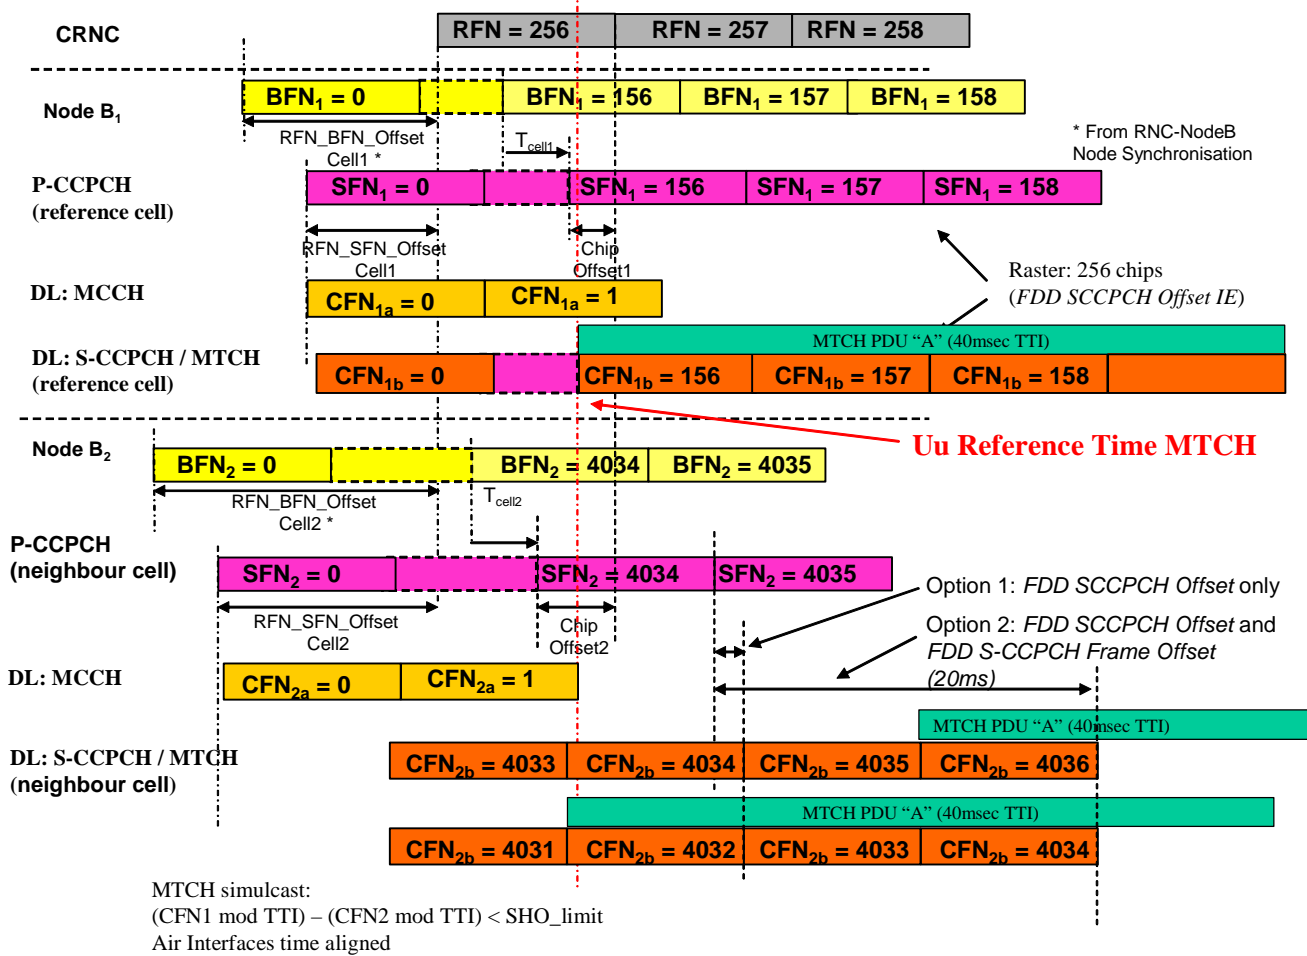 CRNC
RFN = 256
RFN = 257
RFN = 258
Node B1
BFN1 = 0
BFN1 = 156
BFN1 = 157
BFN1 = 158
RFN_BFN_Offset
Cell1 *
Tcell1
* From RNC-NodeB
Node Synchronisation
P-CCPCH
(reference cell)
SFN1 = 0
SFN1 = 156
SFN1 = 157
SFN1 = 158
RFN_SFN_Offset
Cell1
Chip
Offset1
Raster: 256 chips
(FDD SCCPCH Offset IE)
DL: MCCH
CFN1a = 0
CFN1a = 1
MTCH PDU “A” (40msec TTI)
DL: S-CCPCH / MTCH
(reference cell)
CFN1b = 0
CFN1b = 156
CFN1b = 157
CFN1b = 158
Uu Reference Time MTCH
Node B2
BFN2 = 0
BFN2 = 4034
BFN2 = 4035
RFN_BFN_Offset
Cell2 *
Tcell2
P-CCPCH
(neighbour cell)
SFN2 = 0
SFN2 = 4034
SFN2 = 4035
RFN_SFN_Offset
Cell2
Chip
Offset2
Option 1: FDD SCCPCH Offset only
Option 2: FDD SCCPCH Offset and
FDD S-CCPCH Frame Offset
(20ms)
DL: MCCH
CFN2a = 0
CFN2a = 1
MTCH PDU “A” (40msec TTI)
DL: S-CCPCH / MTCH
(neighbour cell)
CFN2b = 4033
CFN2b = 4034
CFN2b = 4035
CFN2b = 4036
MTCH PDU “A” (40msec TTI)
CFN2b = 4031
CFN2b = 4032
CFN2b = 4033
CFN2b = 4034
MTCH simulcast:
(CFN1 mod TTI) – (CFN2 mod TTI) < SHO_limit
Air Interfaces time aligned